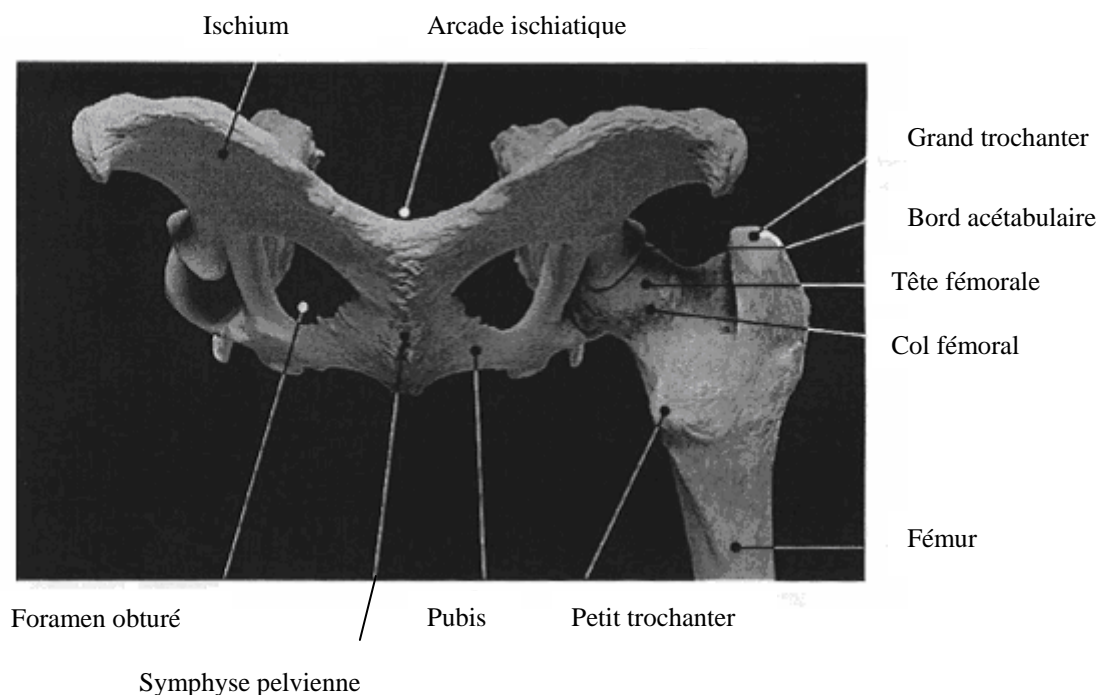 Ischium
Arcade ischiatique
Grand trochanter
Bord acétabulaire
Tête fémorale
Col fémoral
Fémur
Foramen obturé
Pubis
Petit trochanter
Symphyse pelvienne